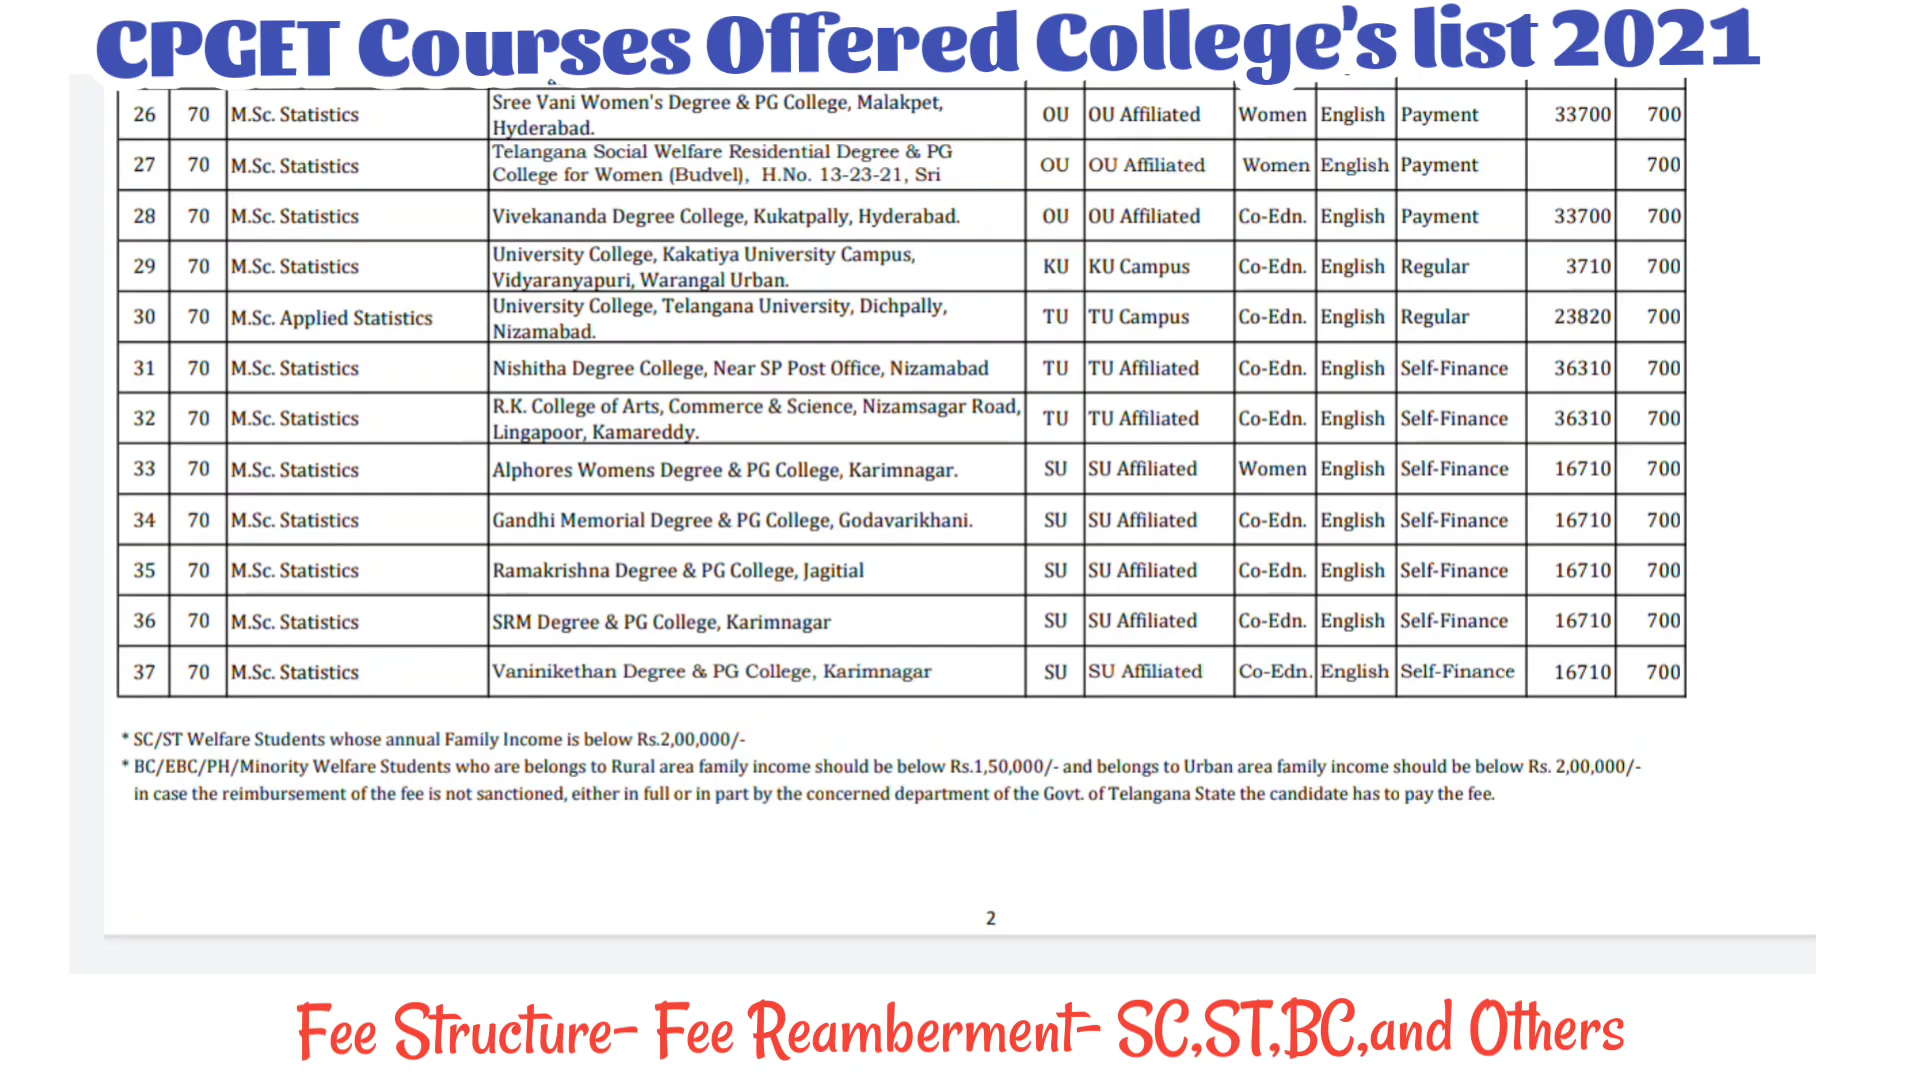 CPGET Courses Offered College's list 2021
26 70 M.Sc. Statistics Sree Vani Women's Degree & PG College, Malakpet, Hyderabad. OU OU Affiliated Women English Payment 33700 700
27 70 M.Sc. Statistics Telangana Social Welfare Residential Degree & PG College for Women (Budvel), H.No. 13-23-21, Sri OU OU Affiliated Women English Payment 700
28 70 M.Sc. Statistics Vivekananda Degree College, Kukatpally, Hyderabad. OU OU Affiliated Co-Edn. English Payment 33700 700
29 70 M.Sc. Statistics University College, Kakatiya University Campus, Vidyaranyapuri, Warangal Urban. KU KU Campus Co-Edn. English Regular 3710 700
30 70 M.Sc. Applied Statistics University College, Telangana University, Dichpally, Nizamabad. TU TU Campus Co-Edn. English Regular 23820 700
31 70 M.Sc. Statistics Nishitha Degree College, Near SP Post Office, Nizamabad TU TU Affiliated Co-Edn. English Self-Finance 36310 700
32 70 M.Sc. Statistics R.K. College of Arts, Commerce & Science, Nizamsagar Road, Lingapoor, Kamareddy. TU TU Affiliated Co-Edn. English Self-Finance 36310 700
33 70 M.Sc. Statistics Alphores Womens Degree & PG College, Karimnagar. SU SU Affiliated Women English Self-Finance 16710 700
34 70 M.Sc. Statistics Gandhi Memorial Degree & PG College, Godavarikhani. SU SU Affiliated Co-Edn. English Self-Finance 16710 700
35 70 M.Sc. Statistics Ramakrishna Degree & PG College, Jagitial SU SU Affiliated Co-Edn. English Self-Finance 16710 700
36 70 M.Sc. Statistics SRM Degree & PG College, Karimnagar SU SU Affiliated Co-Edn. English Self-Finance 16710 700
37 70 M.Sc. Statistics Vaninikethan Degree & PG College, Karimnagar SU SU Affiliated Co-Edn. English Self-Finance 16710 700
* SC/ST Welfare Students whose annual Family Income is below Rs.2,00,000/-
* BC/EBC/PH/Minority Welfare Students who are belongs to Rural area family income should be below Rs.1,50,000/- and belongs to Urban area family income should be below Rs. 2,00,000/-
in case the reimbursement of the fee is not sanctioned, either in full or in part by the concerned department of the Govt. of Telangana State the candidate has to pay the fee.
2
Fee Structure- Fee Reamberment- SC,ST,BC,and Others